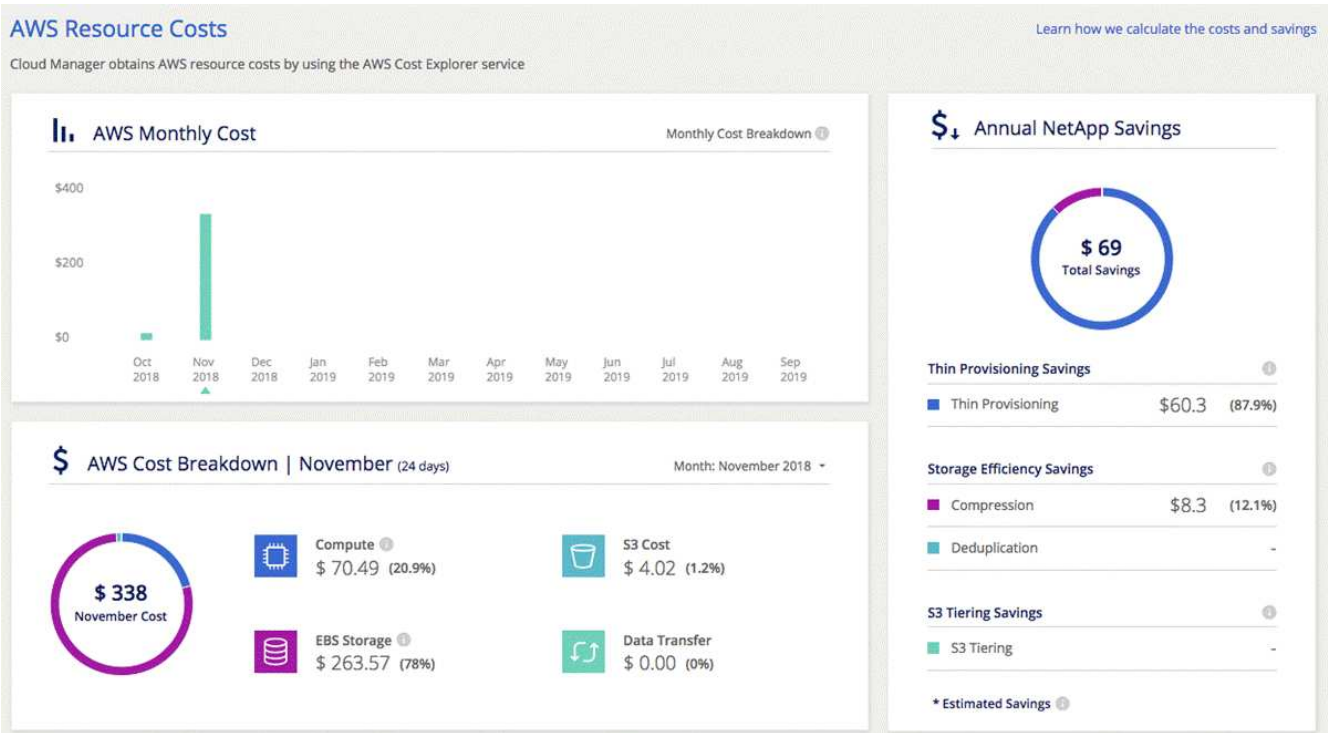 AWS Resource Costs
Learn how we calculate the costs and savings
Cloud Manager obtains AWS resource costs by using the AWS Cost Explorer service
AWS Monthly Cost
Monthly Cost Breakdown
$400
$200
$0
Oct Nov Dec Jan Feb Mar Apr May Jun Jul Aug Sep
2018 2018 2018 2019 2019 2019 2019 2019 2019 2019 2019 2019
$ AWS Cost Breakdown | November (24 days)
Month: November 2018
$ 338
November Cost
Compute
$ 70.49 (20.9%)
S3 Cost
$ 4.02 (1.2%)
EBS Storage
$ 263.57 (78%)
Data Transfer
$ 0.00 (0%)
$ Annual NetApp Savings
$ 69
Total Savings
Thin Provisioning Savings
Thin Provisioning $60.3 (87.9%)
Storage Efficiency Savings
Compression $8.3 (12.1%)
Deduplication -
S3 Tiering Savings
S3 Tiering -
* Estimated Savings